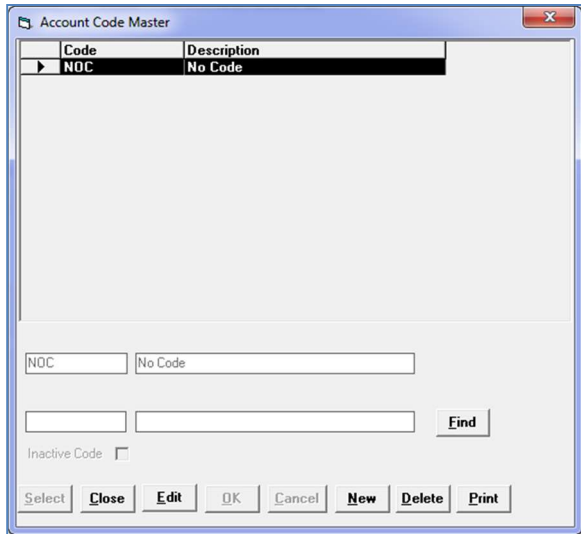 Account Code Master
Code Description
NOC No Code
NOC No Code
Find
Inactive Code
Select Close Edit OK Cancel New Delete Print